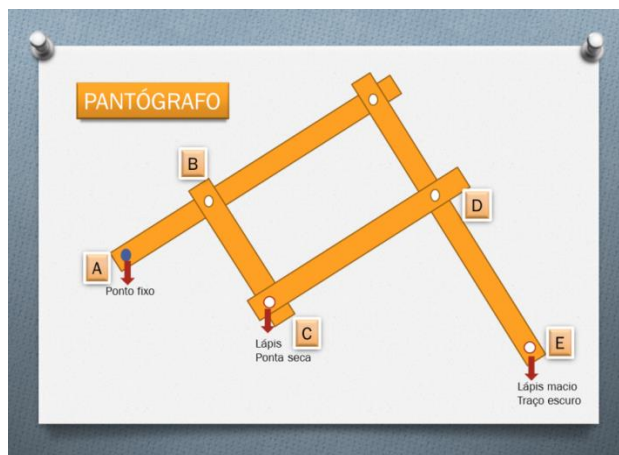 PANTÓGRAFO
B
D
A
Ponto fixo
C
Lápis
Ponta seca
E
Lápis macio
Traço escuro